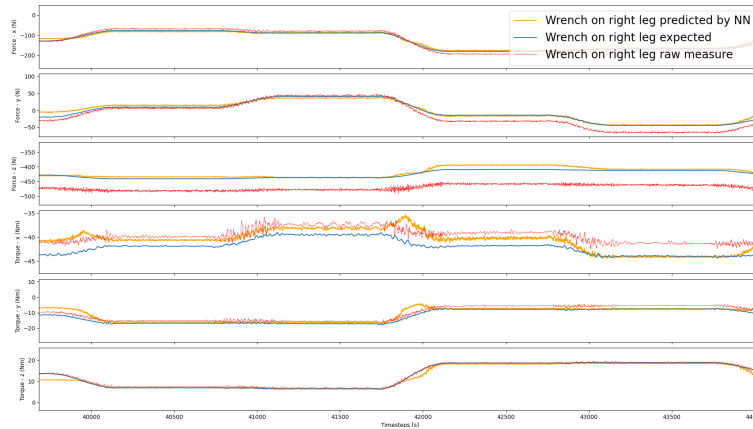 Wrench on right leg predicted by NN
Wrench on right leg expected
Wrench on right leg raw measure
Force - x (N)
0
−100
−200
Force - y (N)
100
50
0
−50
Force - z (N)
−350
−400
−450
−500
Torque - x (Nm)
−35
−40
−45
Torque - y (Nm)
10
0
−10
−20
Torque - z (Nm)
20
10
0
40000
40500
41000
41500
42000
42500
43000
43500
Timesteps [s]